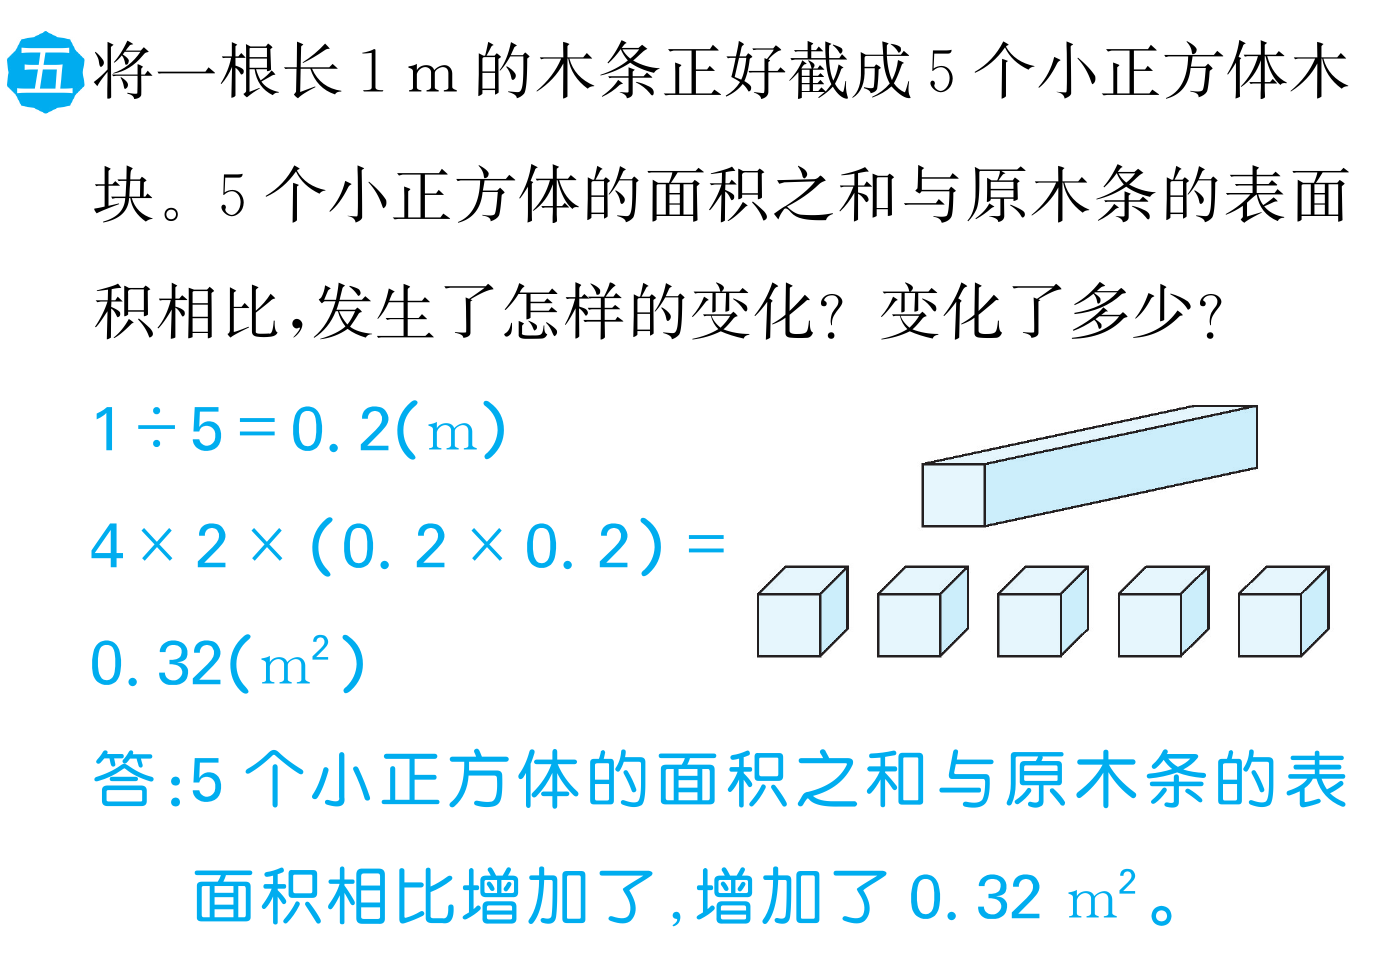 五 将一根长 1 m 的木条正好截成 5 个小正方体木
块。5 个小正方体的面积之和与原木条的表面
积相比,发生了怎样的变化? 变化了多少?
1÷5=0.2(m)
4×2×(0.2×0.2)=
0.32(m²)
答:5 个小正方体的面积之和与原木条的表
面积相比增加了,增加了 0.32 m²。